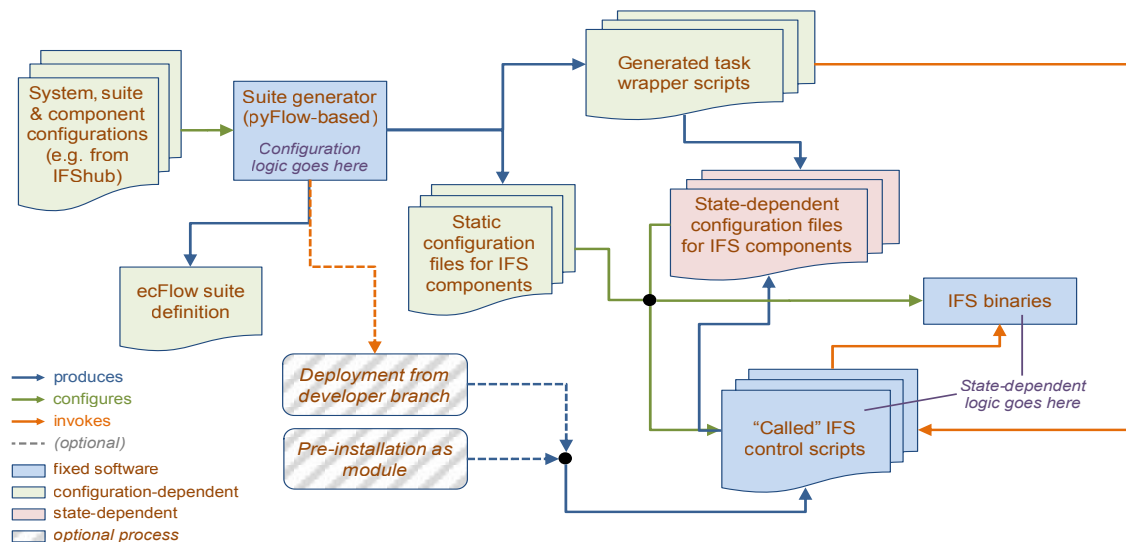 System, suite
& component
configurations
(e.g. from
IFShub)
Suite generator
(pyFlow-based)
Configuration
logic goes here
Generated task
wrapper scripts
Static
configuration
files for IFS
components
State-dependent
configuration files
for IFS components
ecFlow suite
definition
IFS binaries
Deployment from
developer branch
Pre-installation as
module
“Called” IFS
control scripts
State-dependent
logic goes here
produces
configures
invokes
(optional)
fixed software
configuration-dependent
state-dependent
optional process